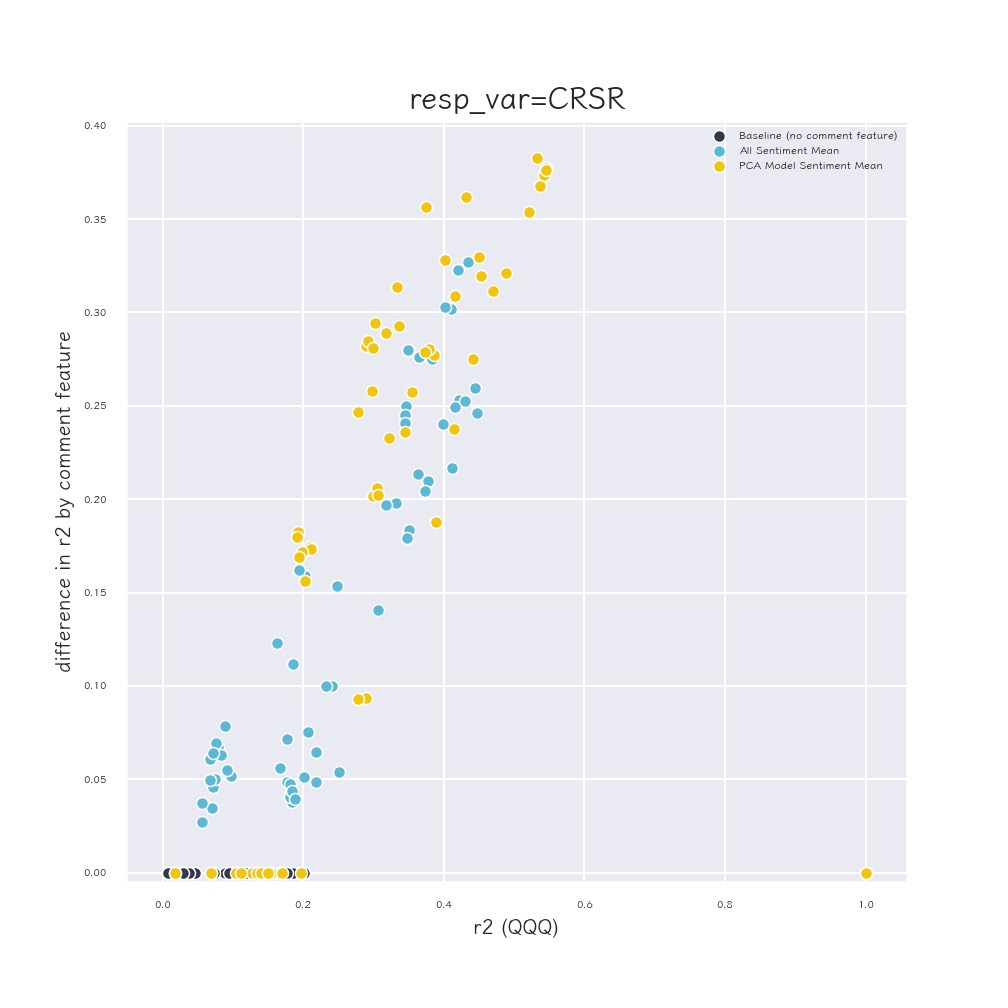 resp_var=CRSR
Baseline (no comment feature)
All Sentiment Mean
PCA Model Sentiment Mean
difference in r2 by comment feature
0.40
0.35
0.30
0.25
0.20
0.15
0.10
0.05
0.00
0.0 0.2 0.4 0.6 0.8 1.0
r2 (QQQ)